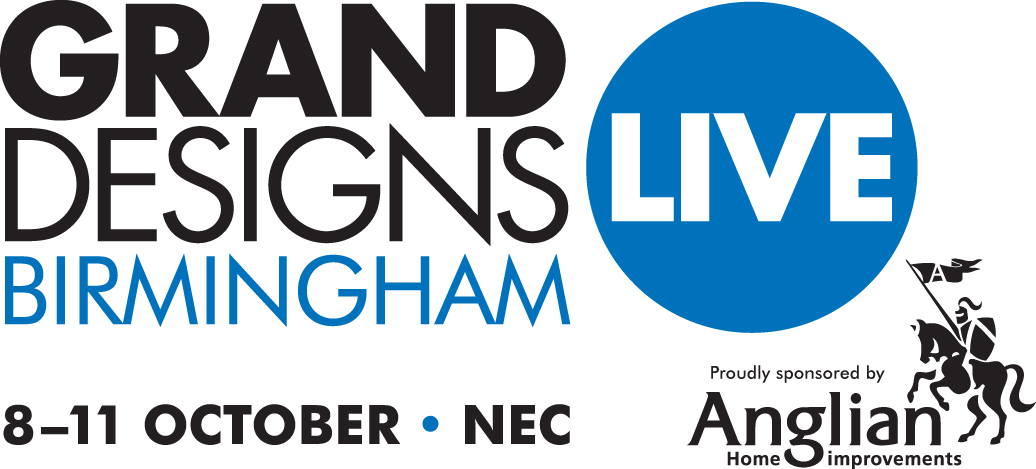 GRAND
DESIGNS
BIRMINGHAM
LIVE
8–11 OCTOBER • NEC
A
Proudly sponsored by
Anglian
Home improvements